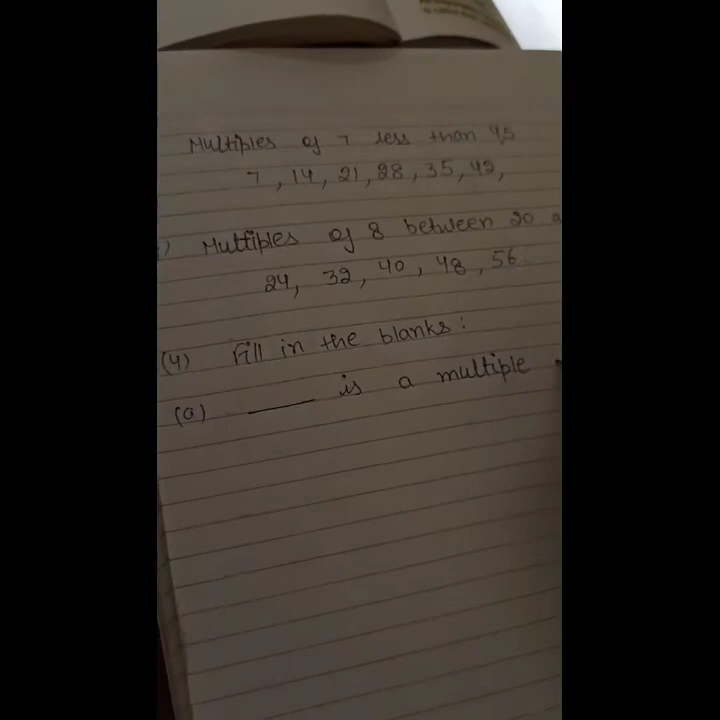 Multiples of 7 less than 45
7, 14, 21, 28, 35, 42,
) Multiples of 8 between 20 a
24, 32, 40, 48, 56.
(4) Fill in the blanks:
(a) ____ is a multiple